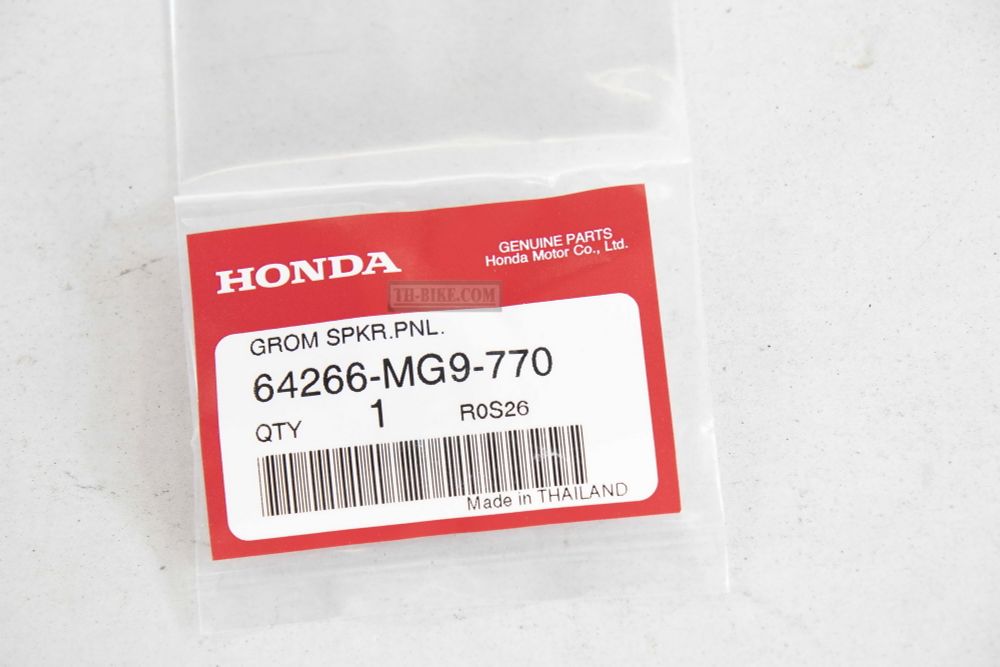 HONDA
GENUINE PARTS
Honda Motor Co., Ltd.
TH-BIKE.COM
GROM SPKR.PNL.
64266-MG9-770
QTY 1 R0S26
Made in THAILAND